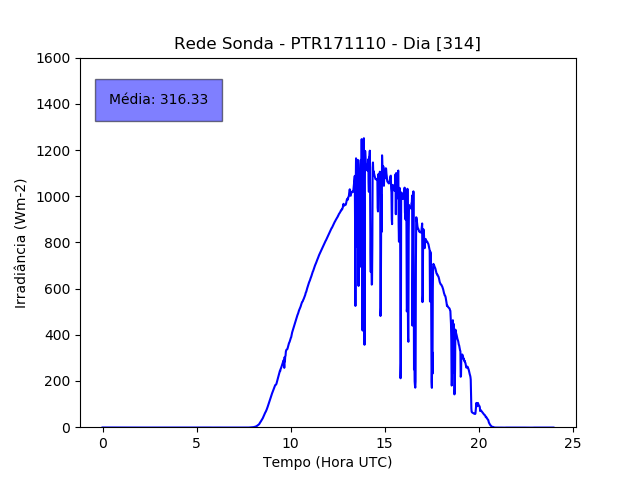 Rede Sonda - PTR171110 - Dia [314]
1600
1400
1200
1000
800
600
400
200
0
Média: 316.33
Irradiância (Wm-2)
0 5 10 15 20 25
Tempo (Hora UTC)